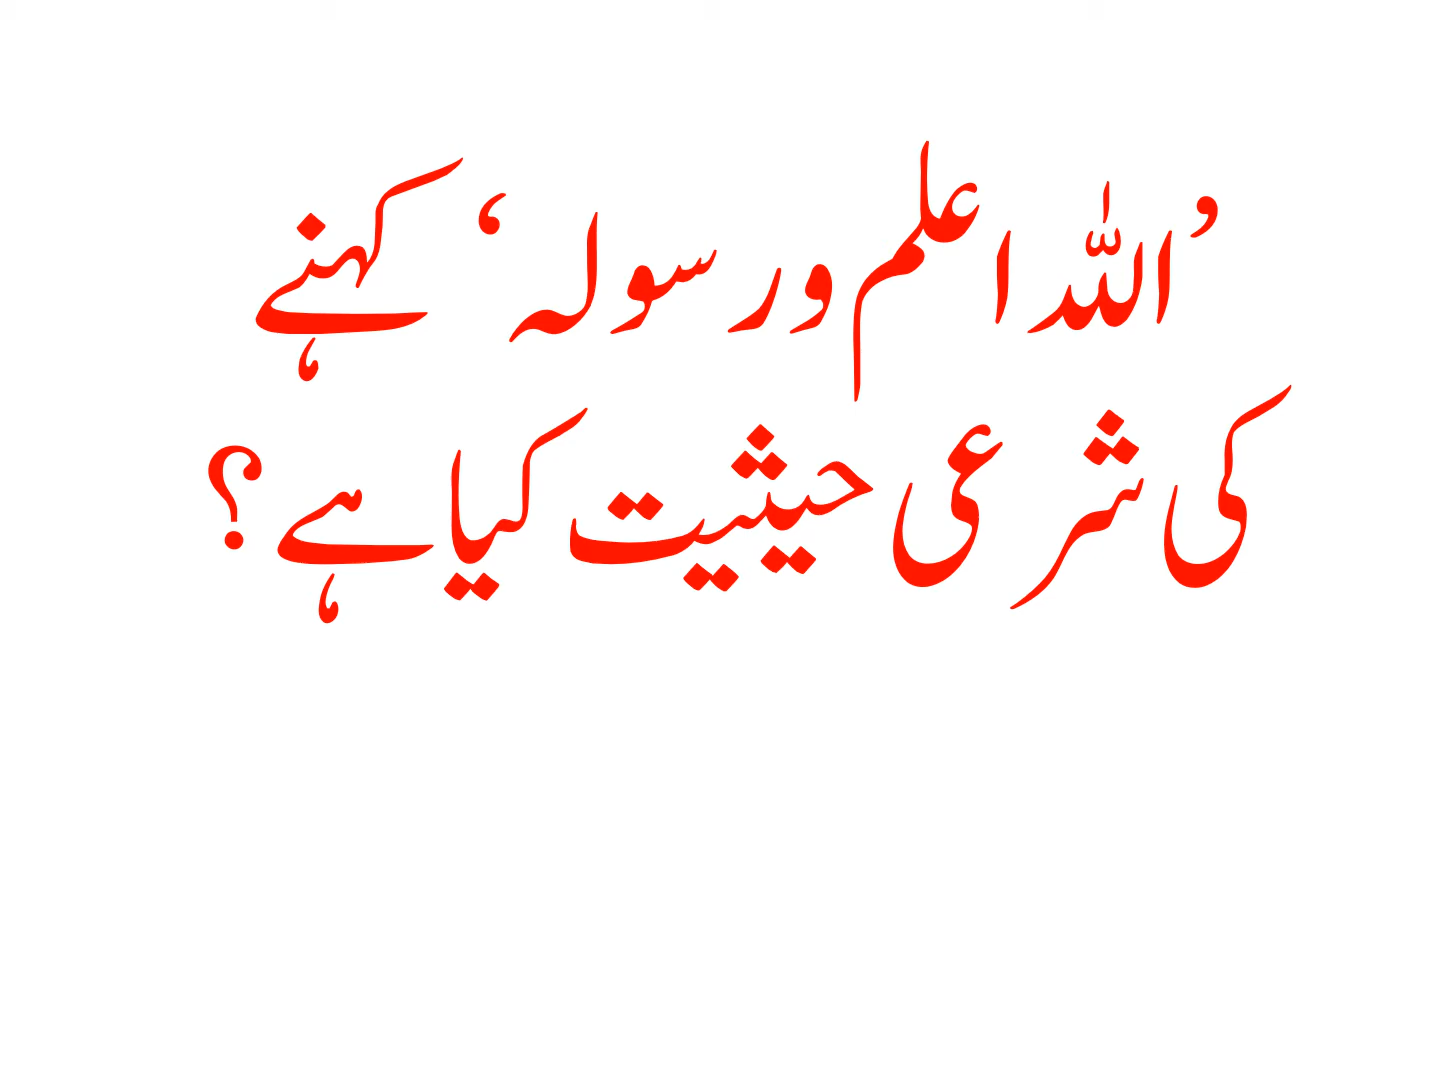 ’اللہ اعلم ورسولہ‘ کہنے
کی شرعی حیثیت کیا ہے؟